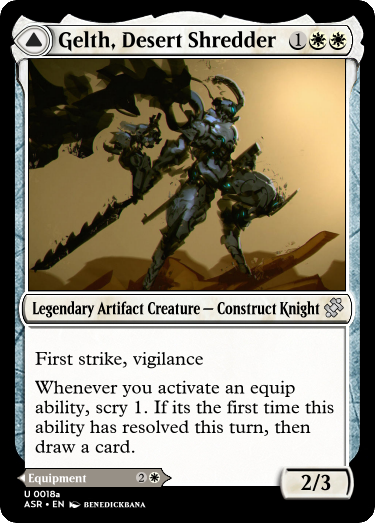 Gelth, Desert Shredder 1
Legendary Artifact Creature — Construct Knight
First strike, vigilance
Whenever you activate an equip
ability, scry 1. If its the first time this
ability has resolved this turn, then
draw a card.
Equipment 2
2/3
U 0018a
ASR • EN BENEDICKBANA